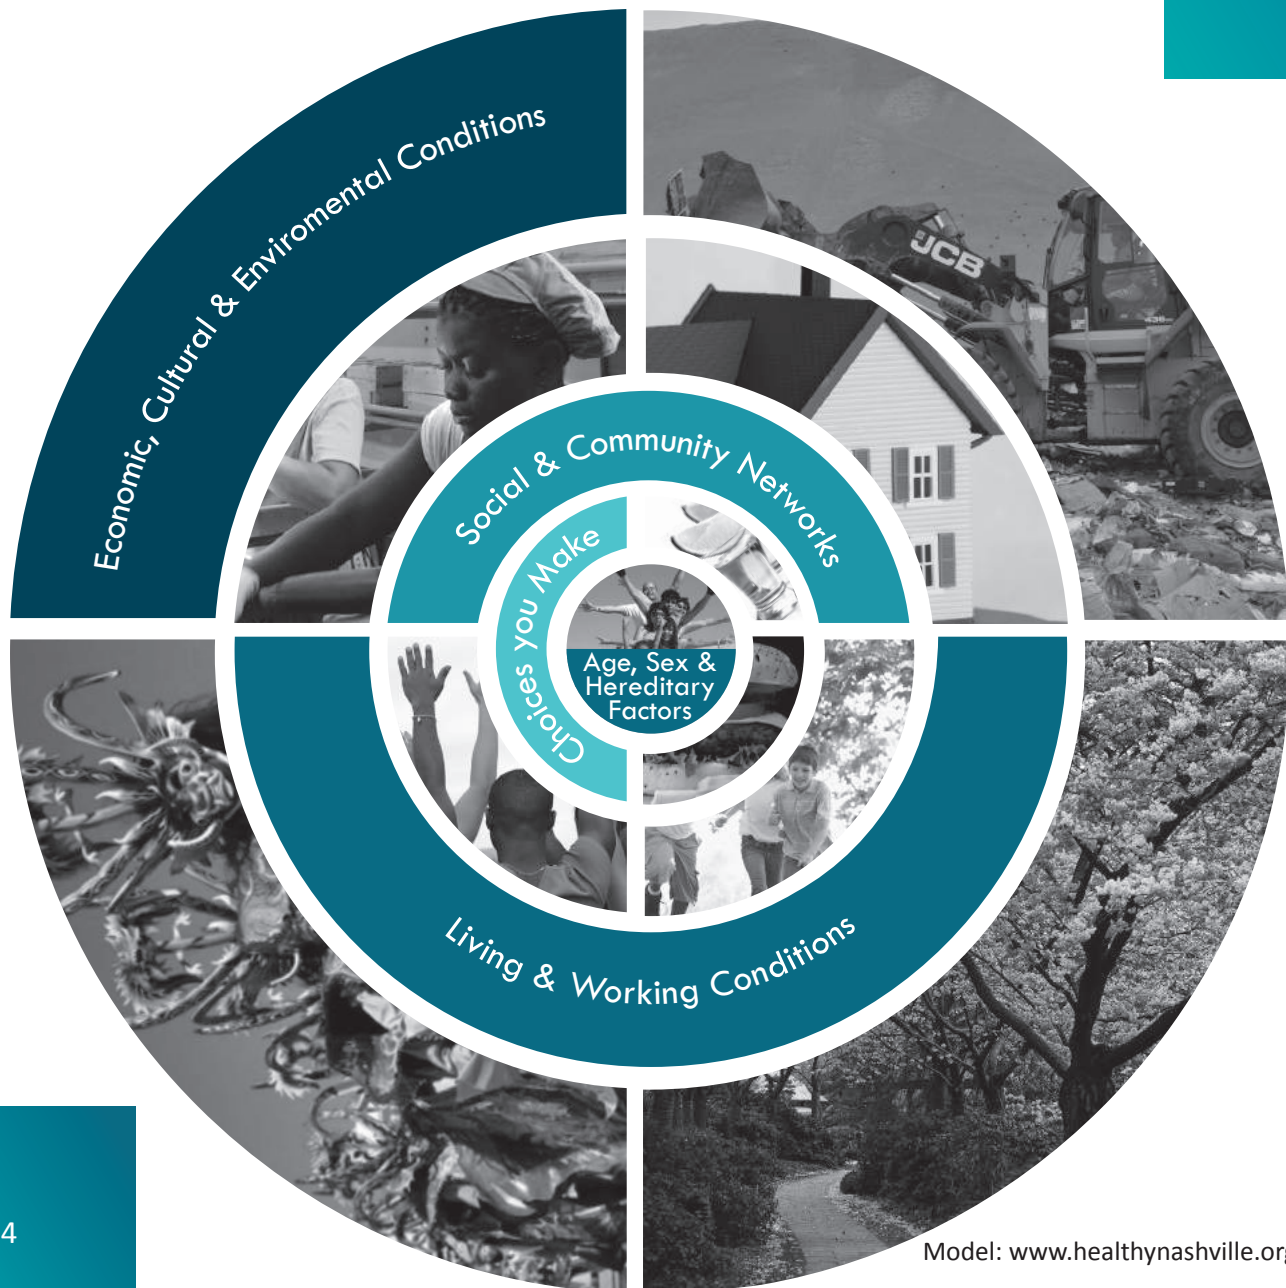 Economic, Cultural & Enviromental Conditions
JCB
Social & Community Networks
Choices you Make
Age, Sex &
Hereditary
Factors
Living & Working Conditions
4
Model: www.healthynashville.org